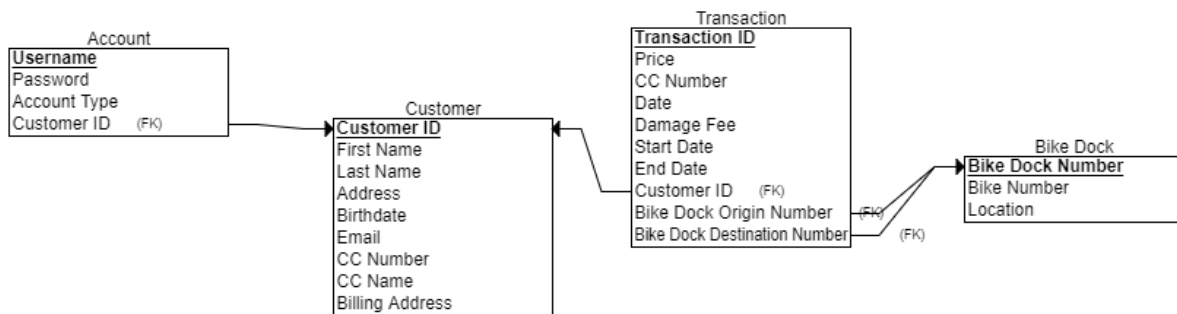 Account
Username
Password
Account Type
Customer ID (FK)
Customer
Customer ID
First Name
Last Name
Address
Birthdate
Email
CC Number
CC Name
Billing Address
Transaction
Transaction ID
Price
CC Number
Date
Damage Fee
Start Date
End Date
Customer ID (FK)
Bike Dock Origin Number (FK)
Bike Dock Destination Number (FK)
Bike Dock
Bike Dock Number
Bike Number
Location